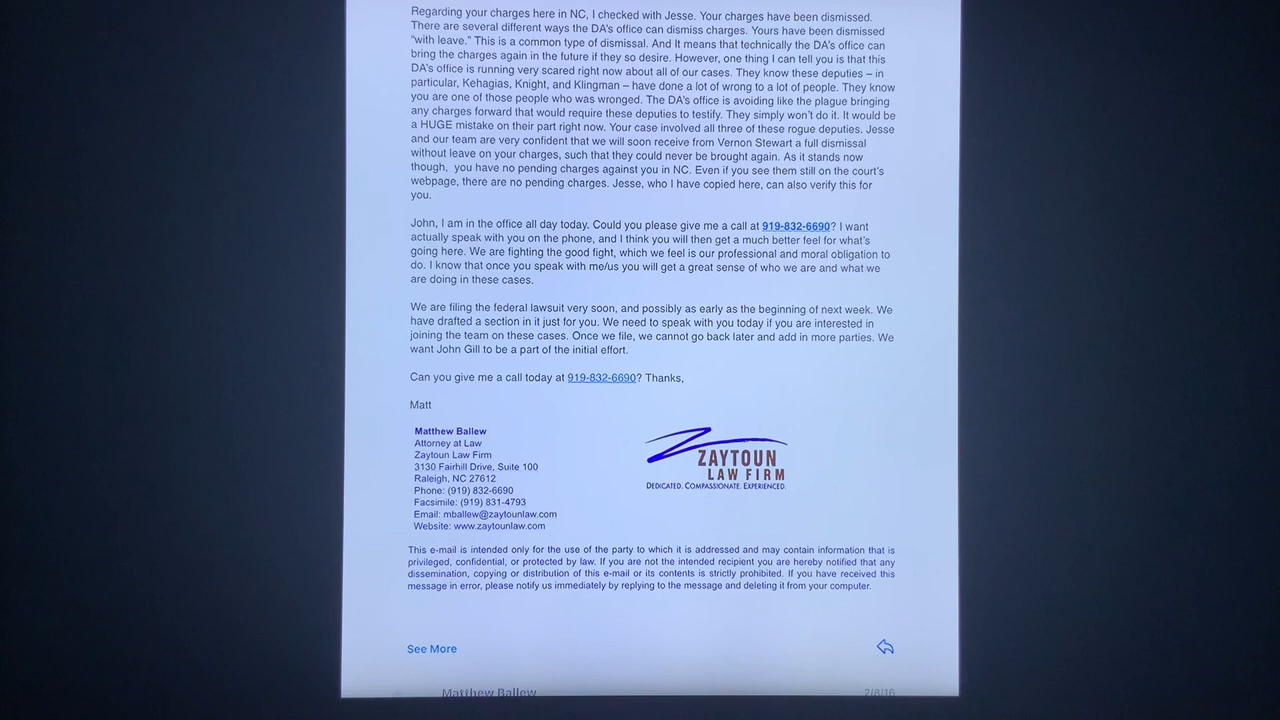 Regarding your charges here in NC, I checked with Jesse. Your charges have been dismissed.
There are several different ways the DA's office can dismiss charges. Yours have been dismissed
"with leave." This is a common type of dismissal. And It means that technically the DA's office can
bring the charges again in the future if they so desire. However, one thing I can tell you is that this
DA's office is running very scared right now about all of our cases. They know these deputies – in
particular, Kehagias, Knight, and Klingman – have done a lot of wrong to a lot of people. They know
you are one of those people who was wronged. The DA's office is avoiding like the plague bringing
any charges forward that would require these deputies to testify. They simply won't do it. It would be
a HUGE mistake on their part right now. Your case involved all three of these rogue deputies. Jesse
and our team are very confident that we will soon receive from Vernon Stewart a full dismissal
without leave on your charges, such that they could never be brought again. As it stands now
though, you have no pending charges against you in NC. Even if you see them still on the court's
webpage, there are no pending charges. Jesse, who I have copied here, can also verify this for
you.
John, I am in the office all day today. Could you please give me a call at 919-832-6690? I want
actually speak with you on the phone, and I think you will then get a much better feel for what's
going here. We are fighting the good fight, which we feel is our professional and moral obligation to
do. I know that once you speak with me/us you will get a great sense of who we are and what we
are doing in these cases.
We are filing the federal lawsuit very soon, and possibly as early as the beginning of next week. We
have drafted a section in it just for you. We need to speak with you today if you are interested in
joining the team on these cases. Once we file, we cannot go back later and add in more parties. We
want John Gill to be a part of the initial effort.
Can you give me a call today at 919-832-6690? Thanks,
Matt
Matthew Ballew
Attorney at Law
Zaytoun Law Firm
3130 Fairhill Drive, Suite 100
Raleigh, NC 27612
Phone: (919) 832-6690
Facsimile: (919) 831-4793
Email: mballew@zaytounlaw.com
Website: www.zaytounlaw.com
ZAYTOUN
LAW FIRM
DEDICATED. COMPASSIONATE. EXPERIENCED.
This e-mail is intended only for the use of the party to which it is addressed and may contain information that is
privileged, confidential, or protected by law. If you are not the intended recipient you are hereby notified that any
dissemination, copying or distribution of this e-mail or its contents is strictly prohibited. If you have received this
message in error, please notify us immediately by replying to the message and deleting it from your computer.
See More
Matthew Ballew
2/8/16